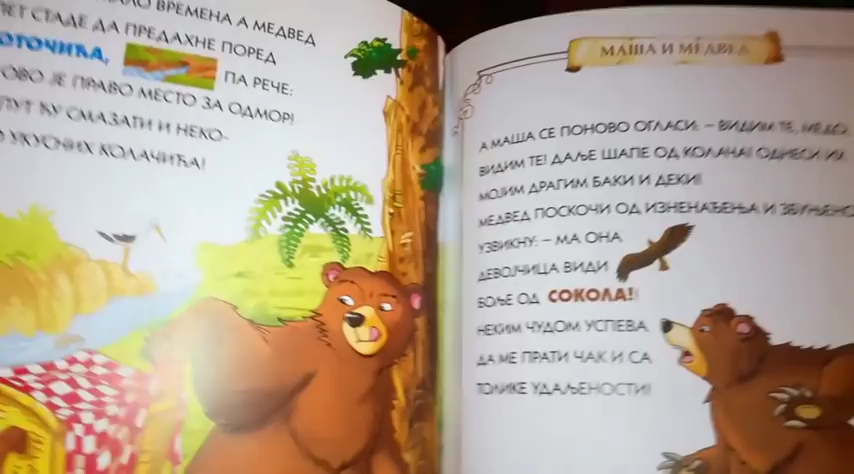 ВРЕМЕНА А МЕДВЕД
СТАДЕ ДА ПРЕДАХНЕ ПОРЕД
ПОТОЧИЋА, ПА РЕЧЕ:
ОВО ЈЕ ПРАВО МЕСТО ЗА ОДМОР!
ЋУ СМАЗАТИ И НЕКО-
УКУСНИХ КОЛАЧИЋА!
МАША И МЕДВЕД
А МАША СЕ ПОНОВО ОГЛАСИ: – ВИДИМ ТЕ, МЕДО,
ВИДИМ ТЕ! ДАЉЕ ШАПЕ ОД КОЛАЧА! ОДНЕСИ ИХ
МОЈИМ ДРАГИМ БАКИ И ДЕКИ!
МЕДВЕД ПОСКОЧИ ОД ИЗНЕНАЂЕЊА И ЗБУЊЕНО
УЗВИКНУ: – МА ОНА
ДЕВОЈЧИЦА ВИДИ
БОЉЕ ОД СОКОЛА!
НЕКИМ ЧУДОМ УСПЕВА
ДА МЕ ПРАТИ ЧАК И СА
ТОЛИКЕ УДАЉЕНОСТИ!